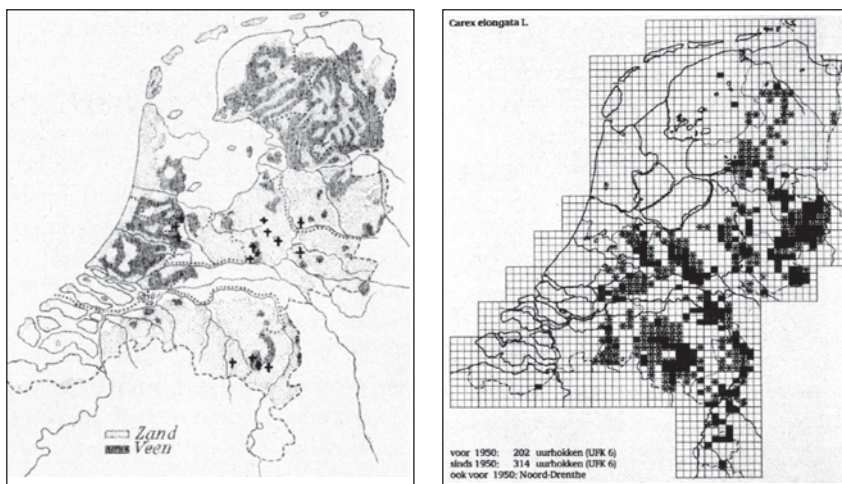 Zand
Veen
Carex elongata L.
voor 1950: 202 uurhokken (UFK 6)
sinds 1950: 314 uurhokken (UFK 6)
ook voor 1950: Noord-Drenthe